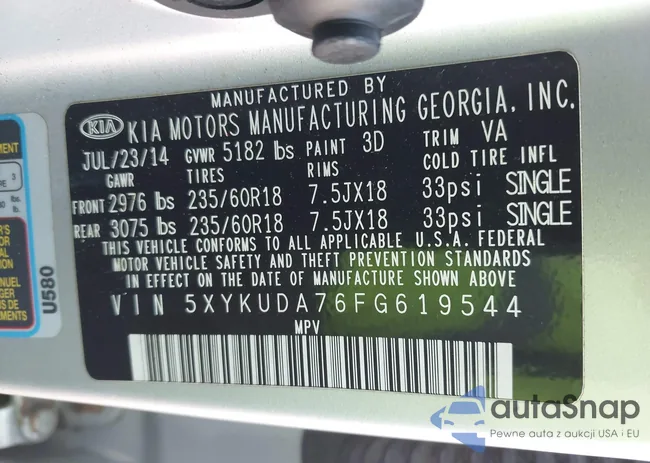 MANUFACTURED BY
KIA KIA MOTORS MANUFACTURING GEORGIA, INC.
JUL/23/14 GVWR 5182 lbs PAINT 3D TRIM VA
GAWR TIRES RIMS COLD TIRE INFL
FRONT 2976 lbs 235/60R18 7.5JX18 33psi SINGLE
REAR 3075 lbs 235/60R18 7.5JX18 33psi SINGLE
THIS VEHICLE CONFORMS TO ALL APPLICABLE U.S.A. FEDERAL
MOTOR VEHICLE SAFETY AND THEFT PREVENTION STANDARDS
IN EFFECT ON THE DATE OF MANUFACTURE SHOWN ABOVE
VIN 5XYKUDA76FG619544
MPV
U580
autaSnap
Pewne auta z aukcji USA i EU